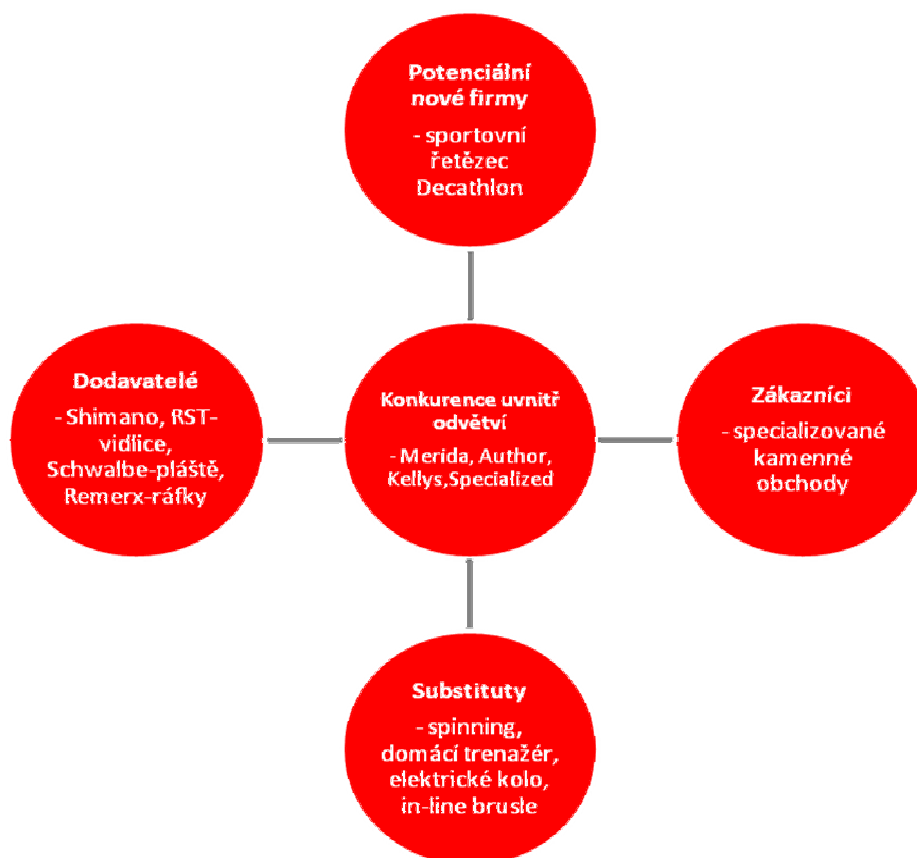 Potenciální
nové firmy
- sportovní
řetězec
Decathlon
Dodavatelé
- Shimano, RST-
vidlice,
Schwalbe-pláště,
Remerx-ráfky
Konkurence uvnitř
odvětví
- Merida, Author,
Kellys,Specialized
Zákazníci
- specializované
kamenné
obchody
Substituty
- spinning,
domácí trenažér,
elektrické kolo,
in-line brusle